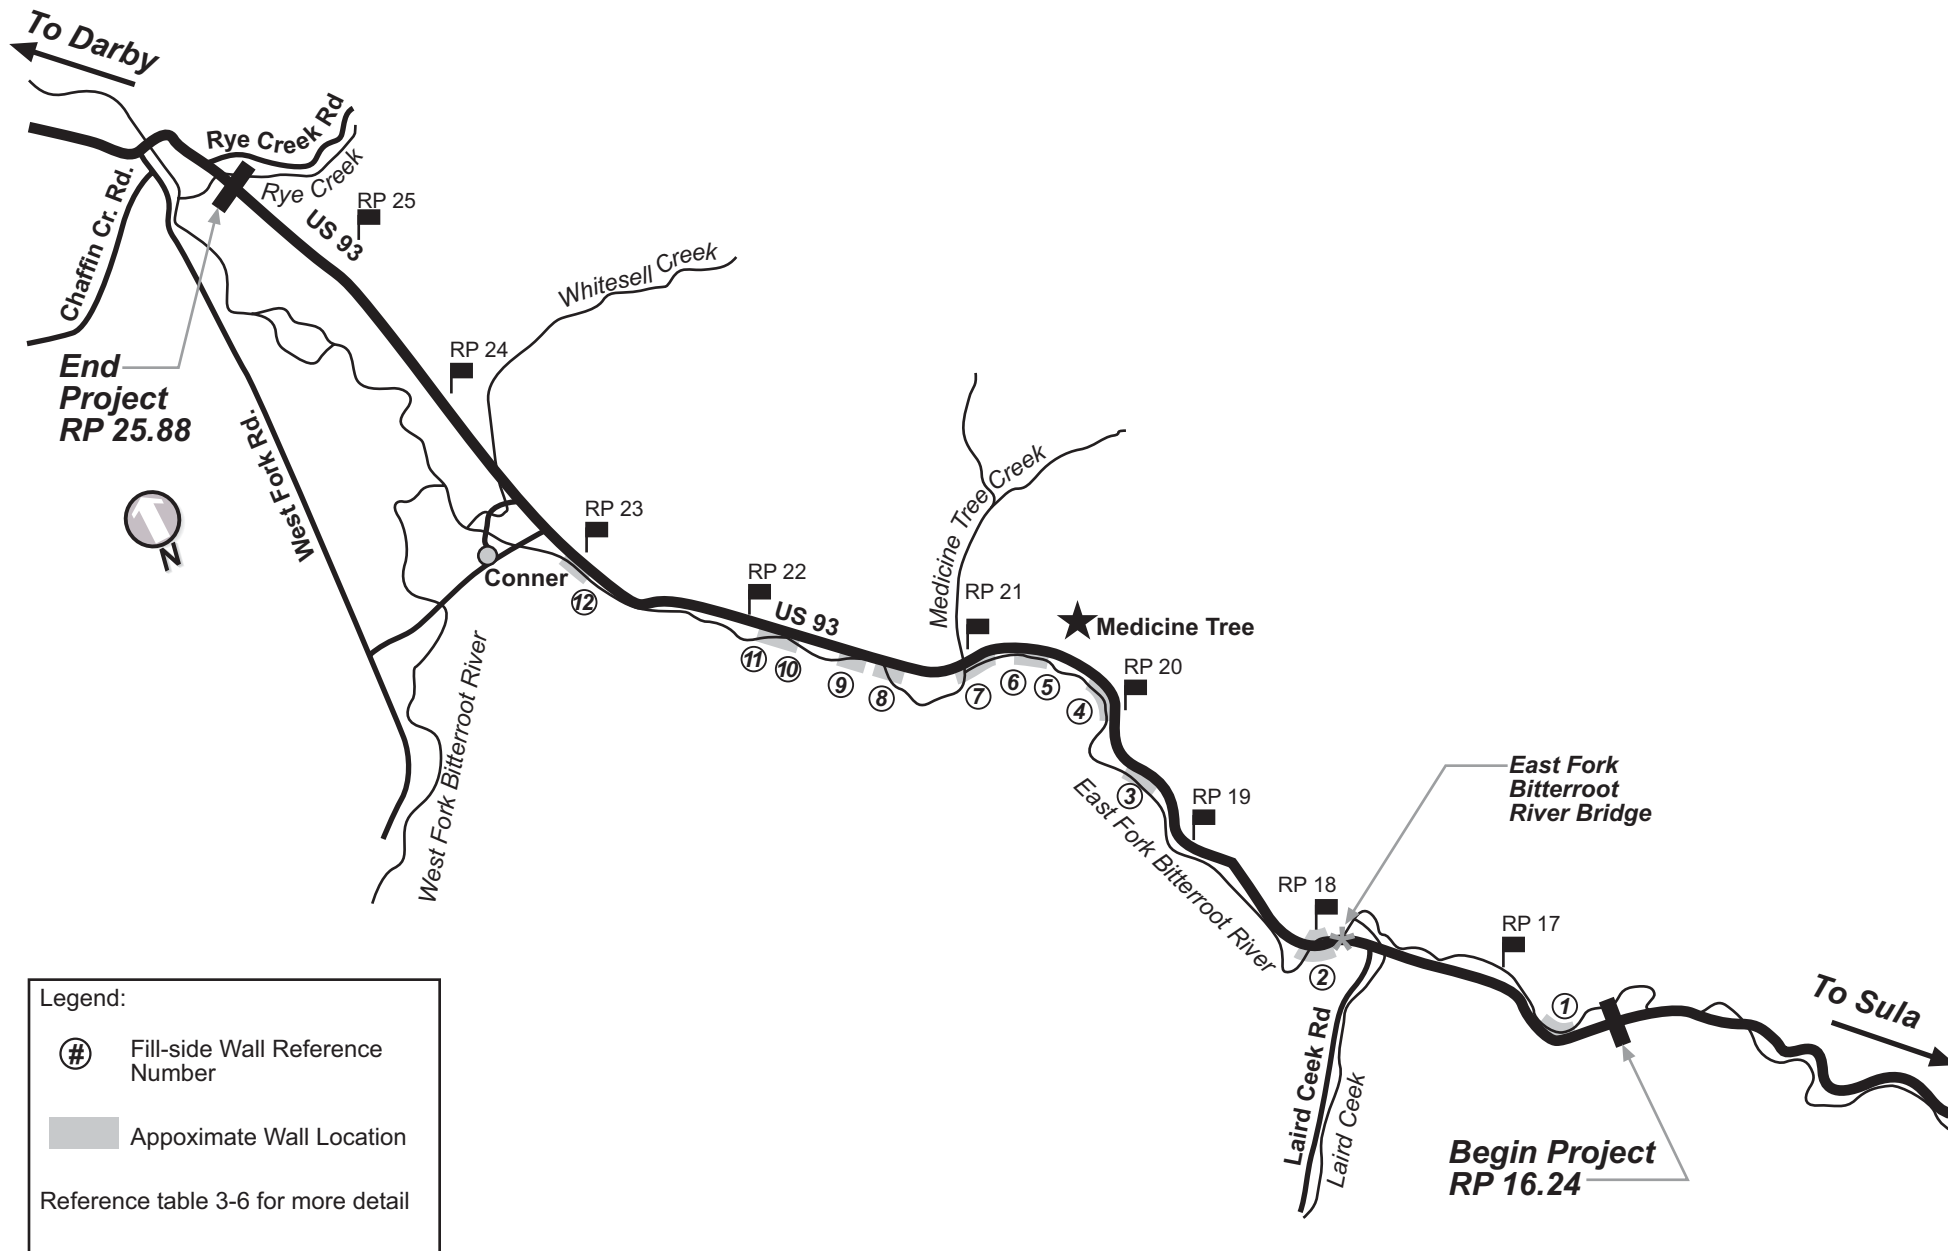 To Darby
Rye Creek Rd
Rye Creek
RP 25
US 93
Chaffin Cr. Rd.
Whitesell Creek
End
Project
RP 25.88
RP 24
West Fork Rd.
N
RP 23
Conner
12
Medicine Tree Creek
RP 22
US 93
RP 21
Medicine Tree
11
10
9
8
7
6
5
4
RP 20
West Fork Bitterroot River
3
RP 19
East Fork Bitterroot River
East Fork
Bitterroot
River Bridge
RP 18
2
RP 17
1
To Sula
Laird Ceek Rd
Laird Ceek
Begin Project
RP 16.24
Legend:
# Fill-side Wall Reference
Number
Appoximate Wall Location
Reference table 3-6 for more detail